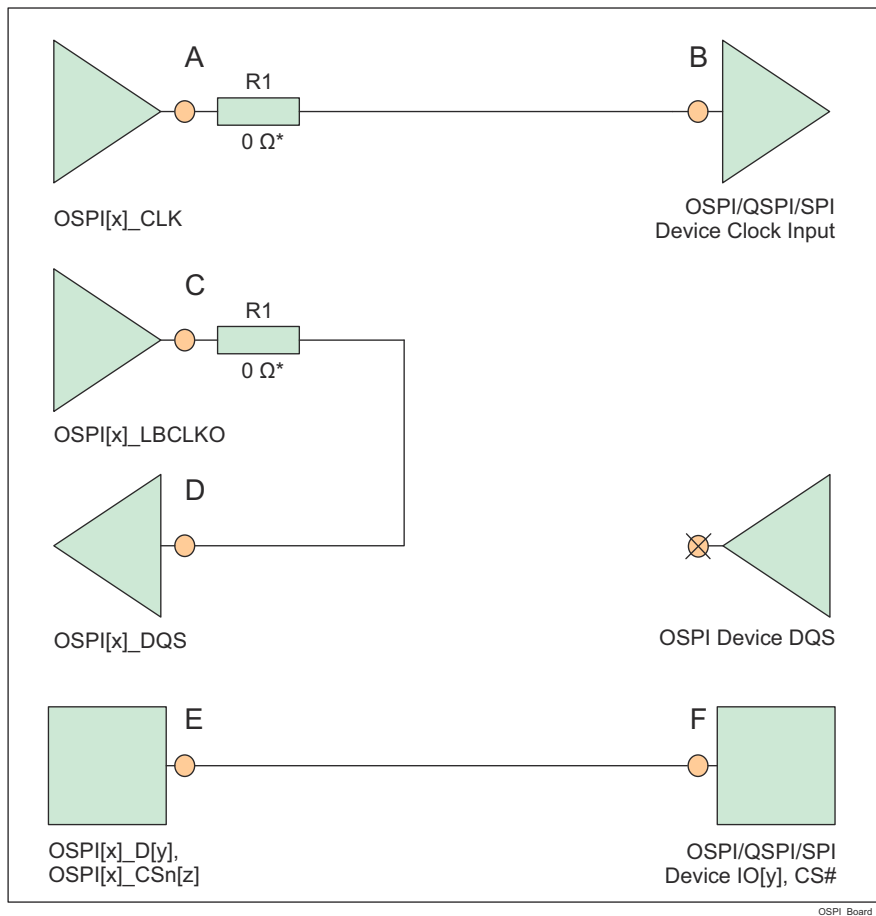 A
R1
0 Ω*
B
OSPI[x]_CLK
OSPI/QSPI/SPI
Device Clock Input
C
R1
0 Ω*
OSPI[x]_LBCLKO
D
OSPI[x]_DQS
OSPI Device DQS
E
F
OSPI[x]_D[y],
OSPI[x]_CSn[z]
OSPI/QSPI/SPI
Device IO[y], CS#
OSPI_Board